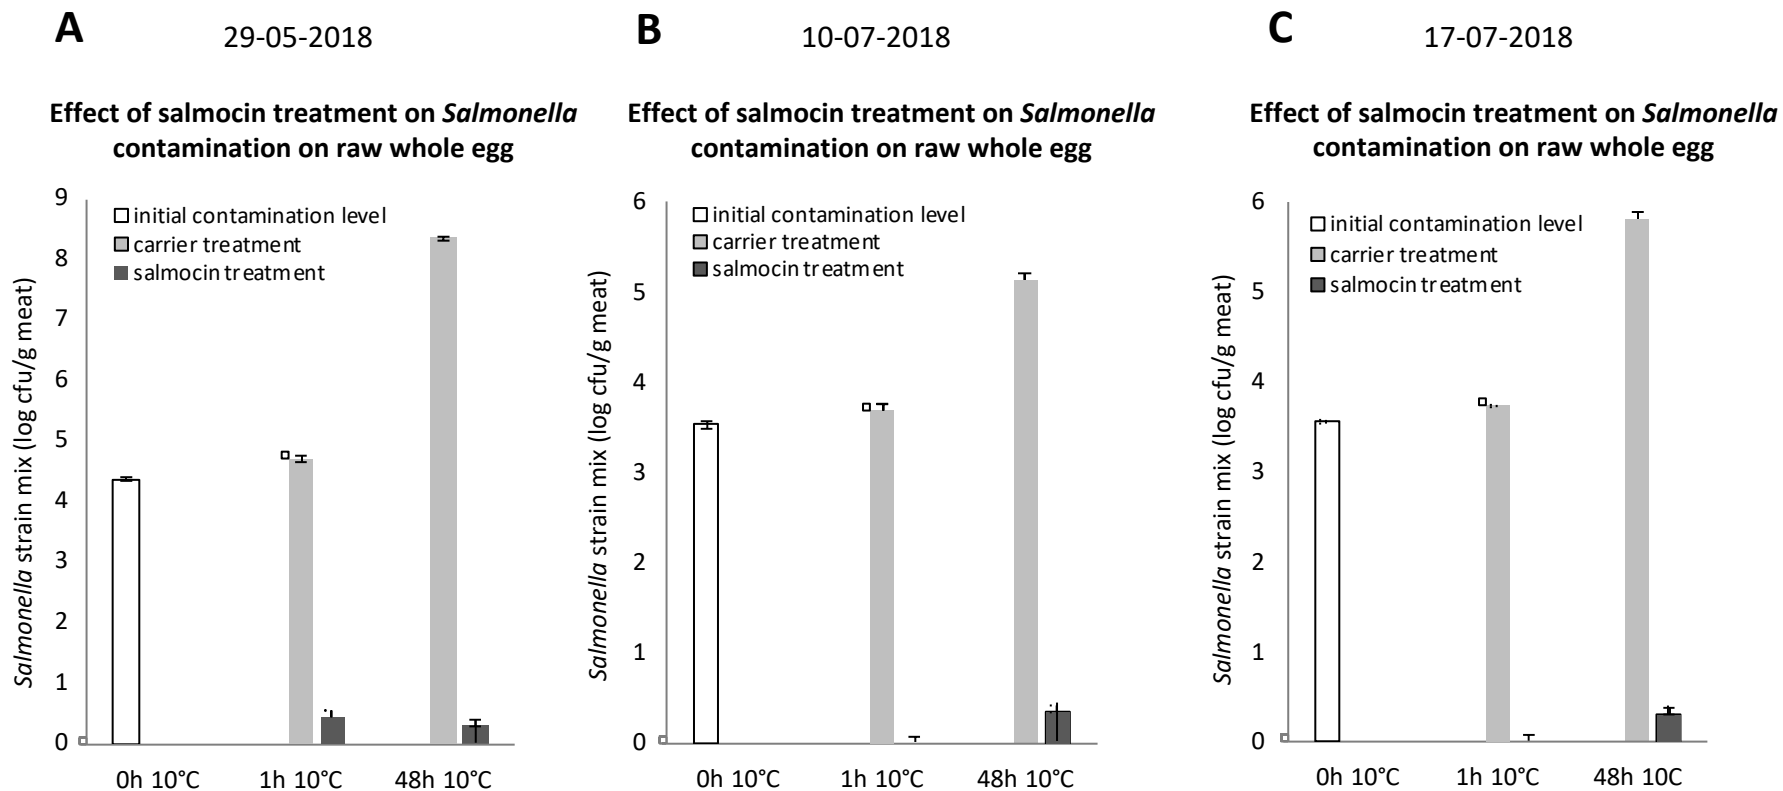 A
29-05-2018
Effect of salmocin treatment on Salmonella
contamination on raw whole egg
Salmonella strain mix (log cfu/g meat)
9
8
7
6
5
4
3
2
1
0
initial contamination level
carrier treatment
salmocin treatment
0h 10°C
1h 10°C
48h 10°C
B
10-07-2018
Effect of salmocin treatment on Salmonella
contamination on raw whole egg
Salmonella strain mix (log cfu/g meat)
6
5
4
3
2
1
0
initial contamination level
carrier treatment
salmocin treatment
0h 10°C
1h 10°C
48h 10°C
C
17-07-2018
Effect of salmocin treatment on Salmonella
contamination on raw whole egg
Salmonella strain mix (log cfu/g meat)
6
5
4
3
2
1
0
initial contamination level
carrier treatment
salmocin treatment
0h 10°C
1h 10°C
48h 10C